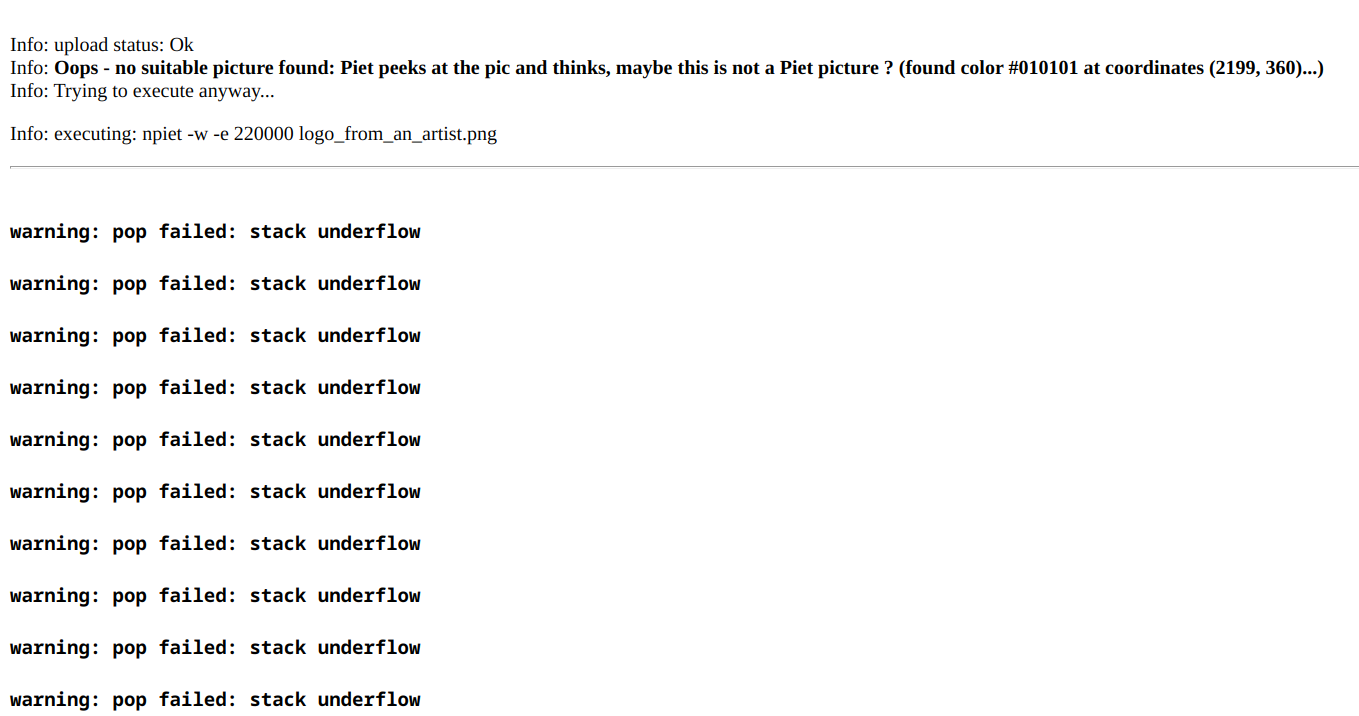 Info: upload status: Ok
Info: Oops - no suitable picture found: Piet peeks at the pic and thinks, maybe this is not a Piet picture ? (found color #010101 at coordinates (2199, 360)...)
Info: Trying to execute anyway...
Info: executing: npiet -w -e 220000 logo_from_an_artist.png
warning: pop failed: stack underflow
warning: pop failed: stack underflow
warning: pop failed: stack underflow
warning: pop failed: stack underflow
warning: pop failed: stack underflow
warning: pop failed: stack underflow
warning: pop failed: stack underflow
warning: pop failed: stack underflow
warning: pop failed: stack underflow
warning: pop failed: stack underflow